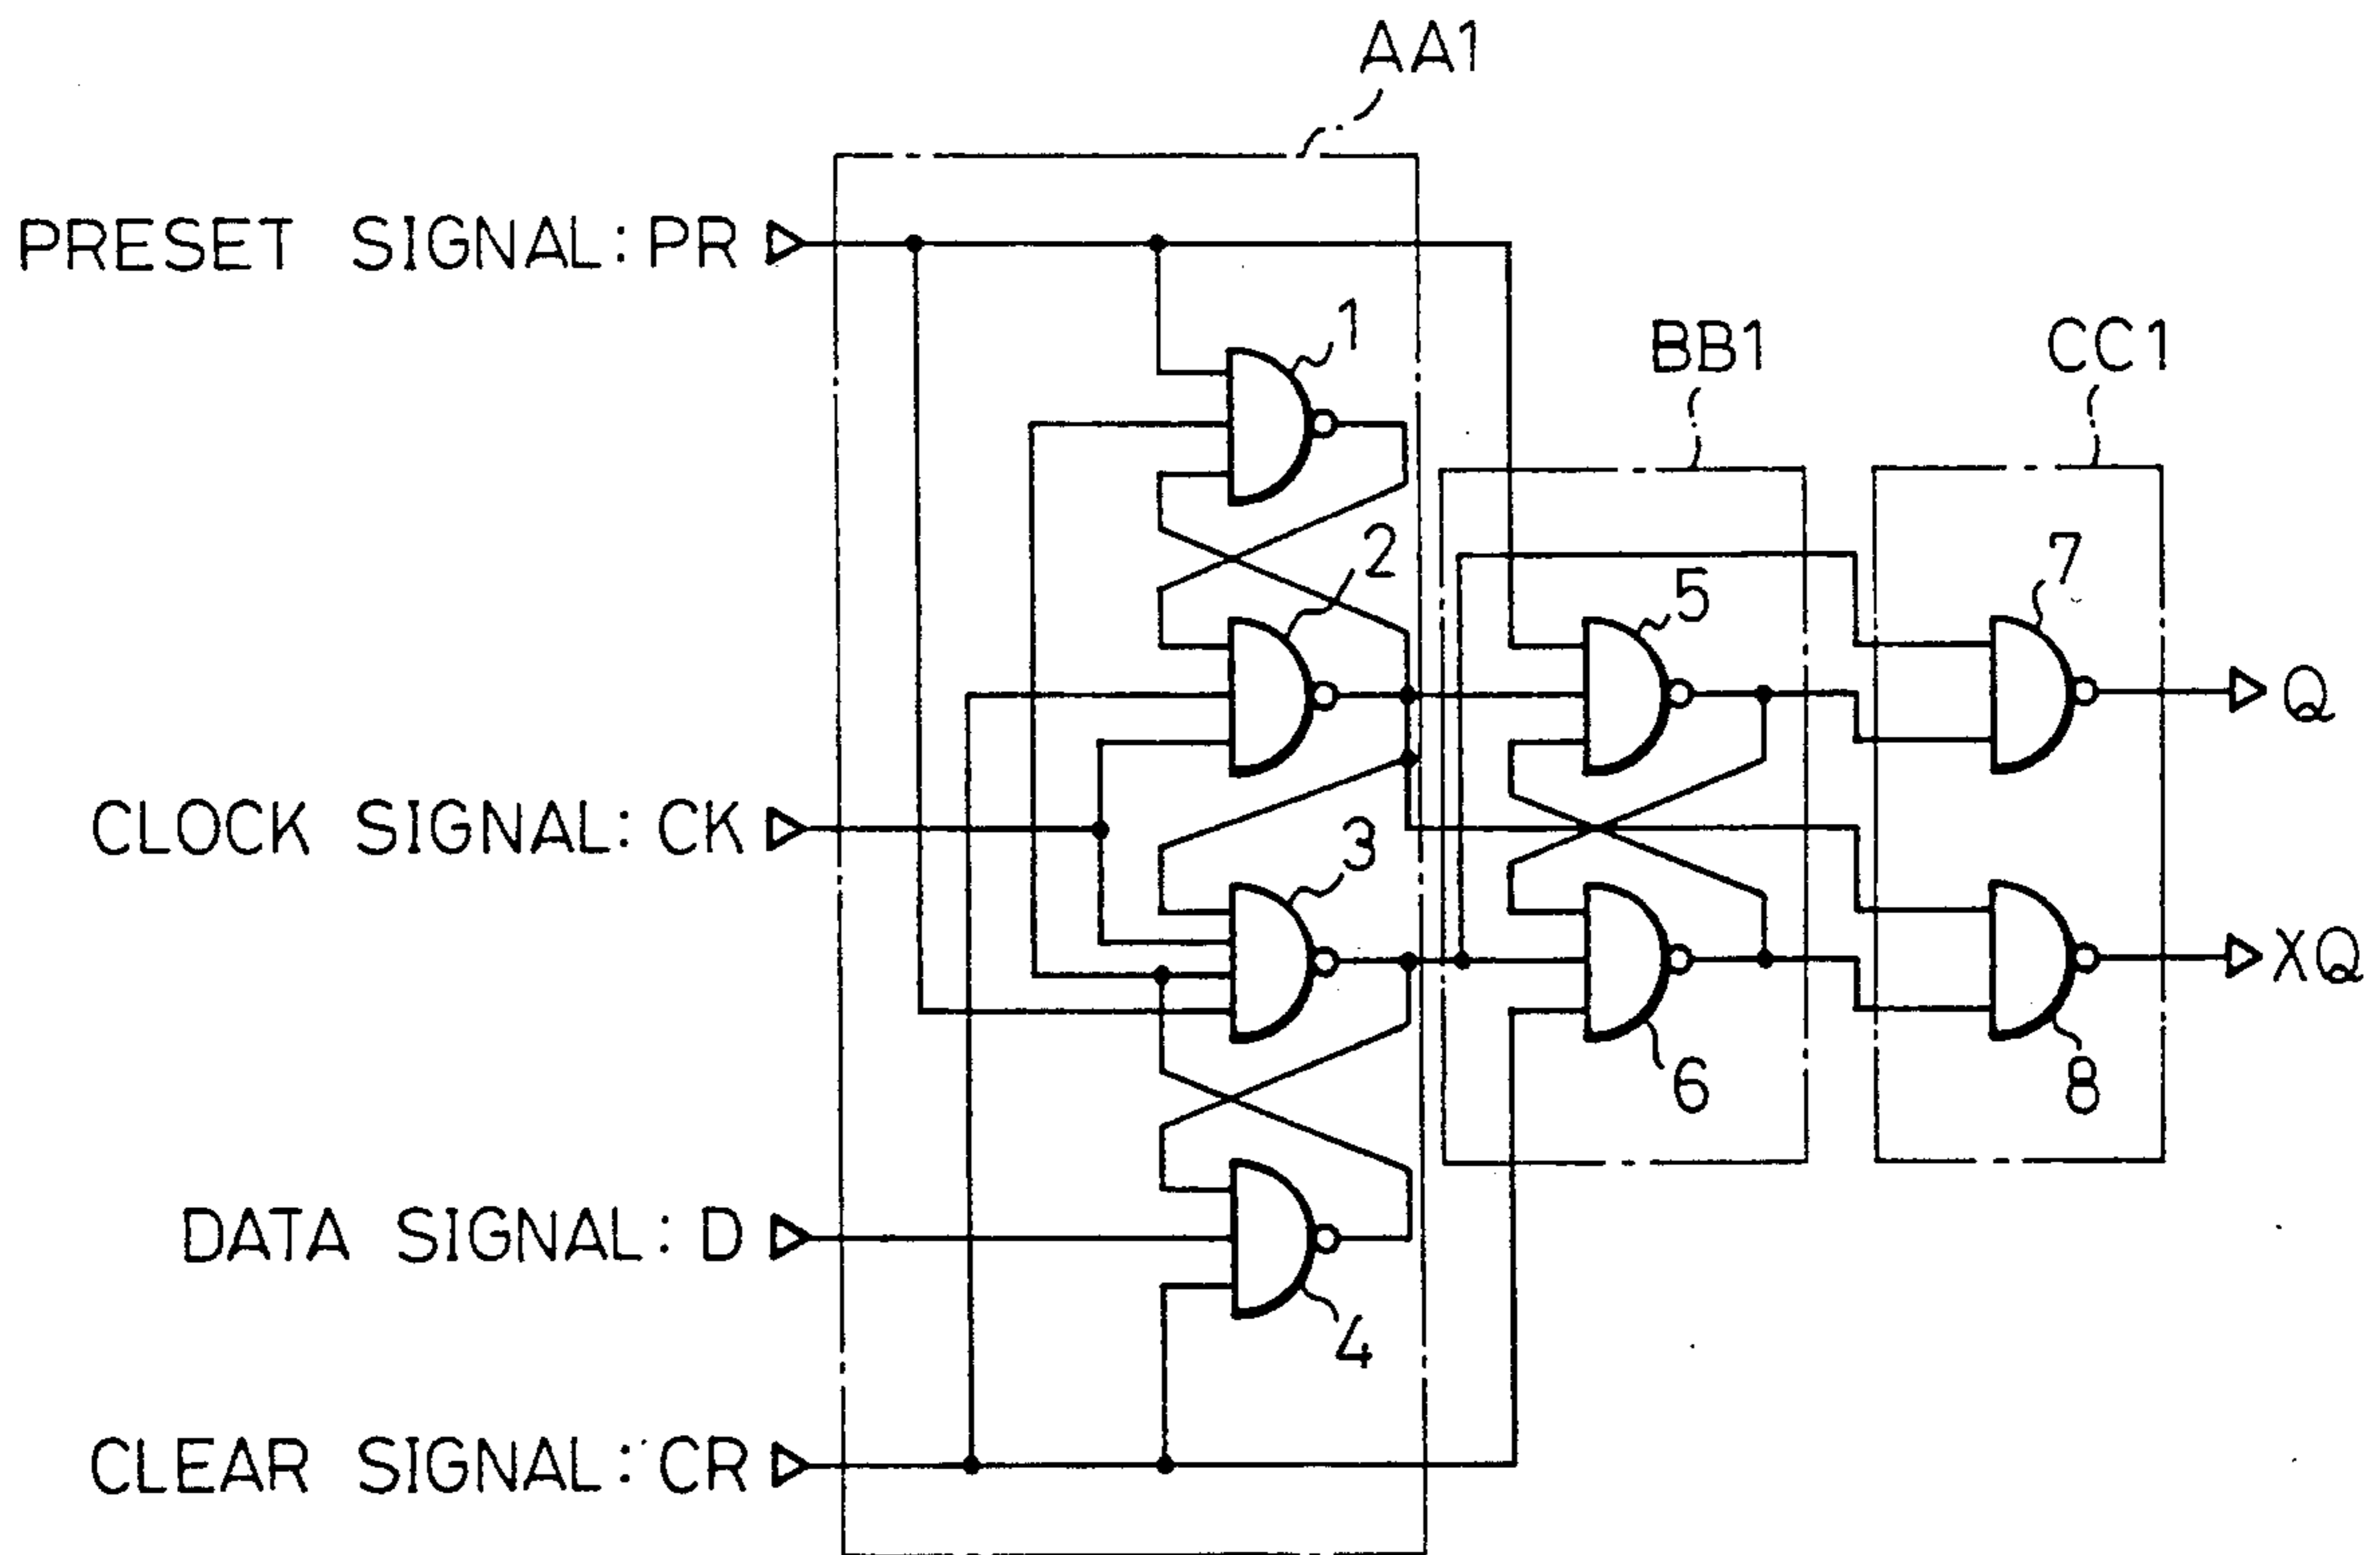 AA1
PRESET SIGNAL: PR
1
BB1
CC1
2
5
7
Q
CLOCK SIGNAL: CK
3
XQ
6
8
DATA SIGNAL: D
4
CLEAR SIGNAL: CR